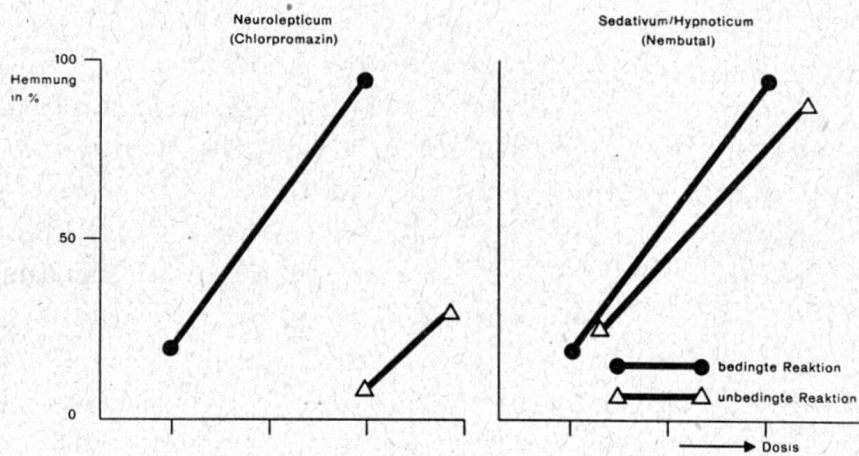 Neurolepticum
(Chlorpromazin)
Sedativum/Hypnoticum
(Nembutal)
100
Hemmung
in %
50
0
bedingte Reaktion
unbedingte Reaktion
Dosis